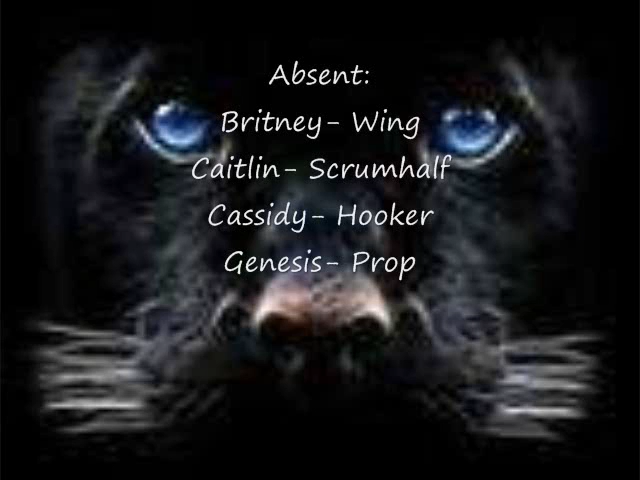 Absent:
Britney- Wing
Caitlin- Scrumhalf
Cassidy- Hooker
Genesis- Prop